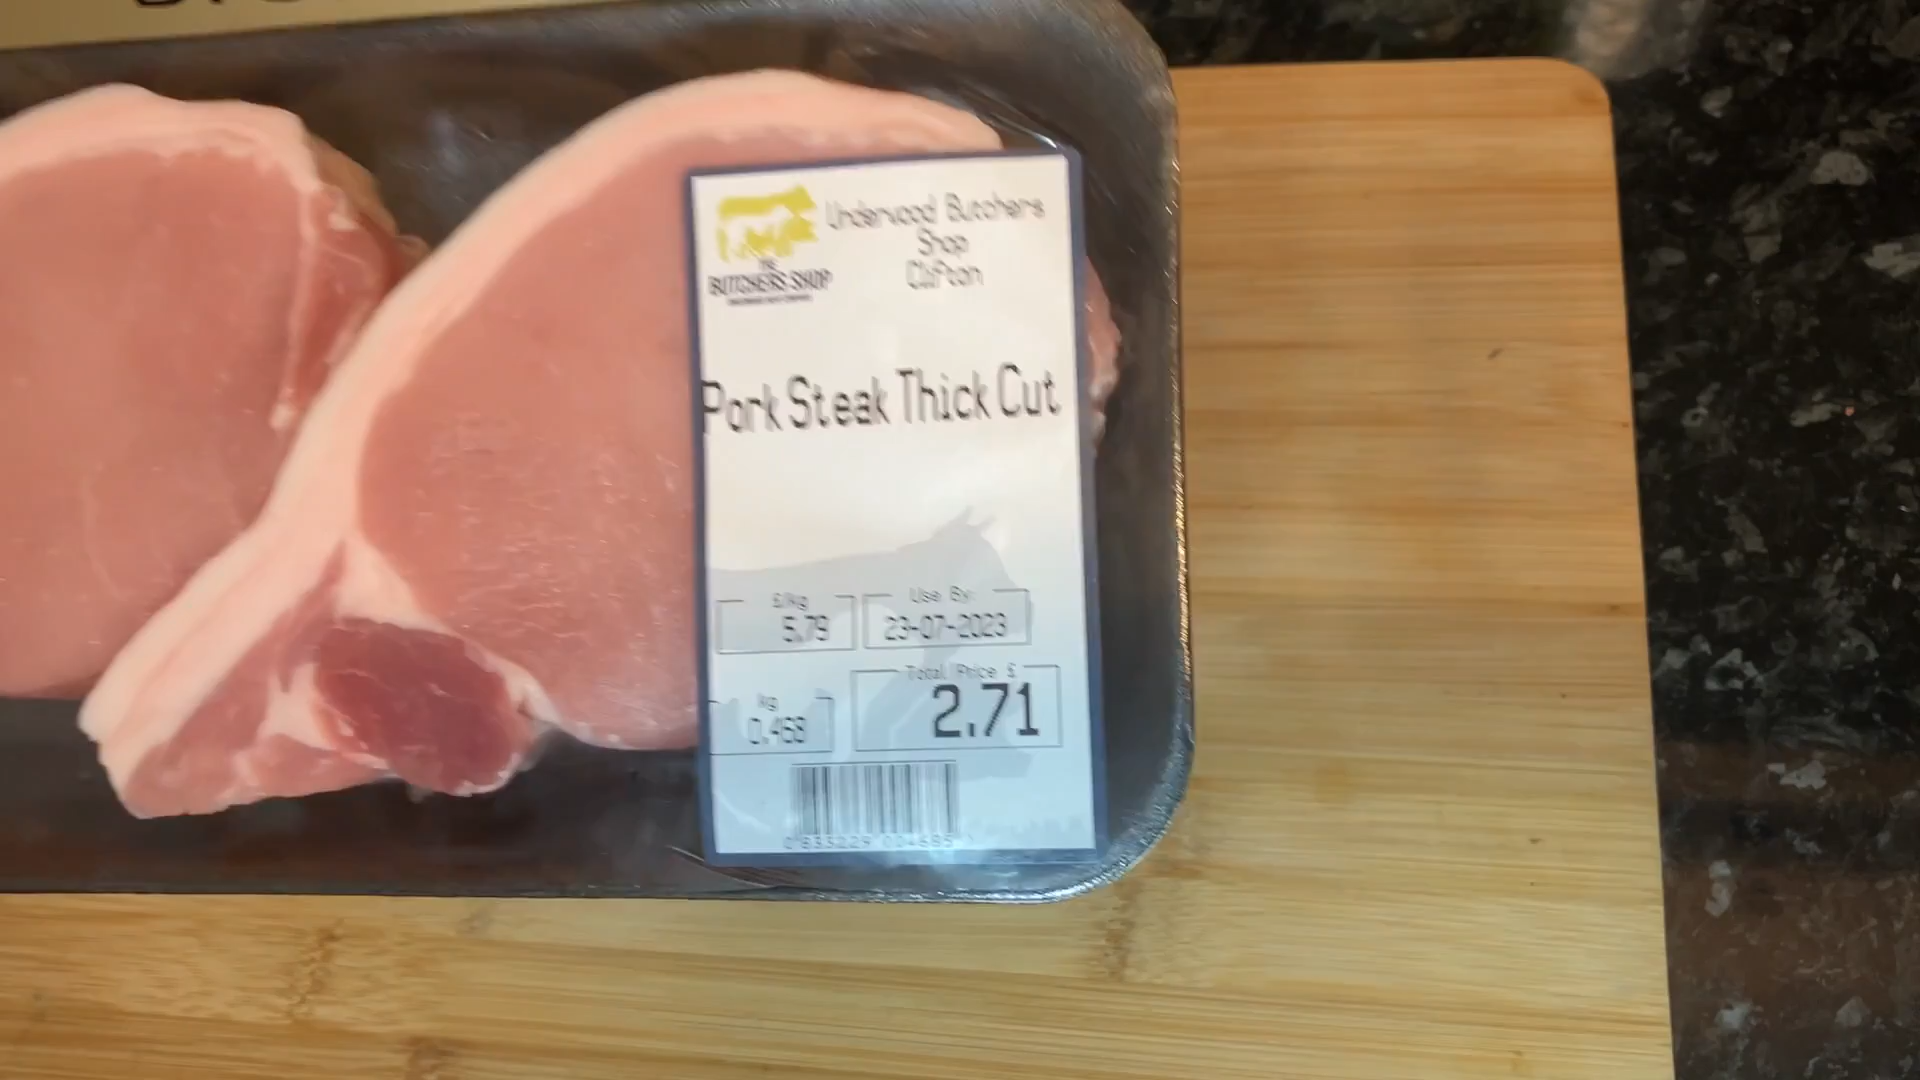 Underwood Butchers
Shop
Clifton
THE
BUTCHERS SHOP
Pork Steak Thick Cut
£/kg
5.79
Use By
23-07-2023
kg
0.468
Total Price £
2.71